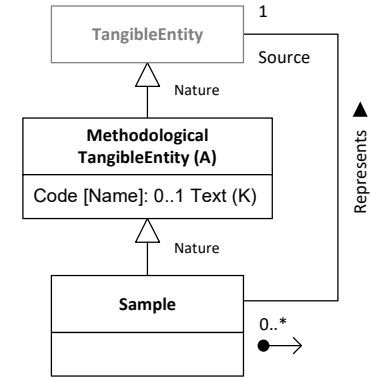 1
TangibleEntity
Source
Nature
Represents
Methodological
TangibleEntity (A)
Code [Name]: 0..1 Text (K)
Nature
Sample
0..*